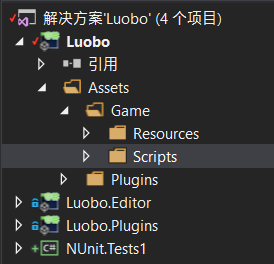 解决方案'Luobo' (4 个项目)
Luobo
引用
Assets
Game
Resources
Scripts
Plugins
Luobo.Editor
Luobo.Plugins
NUnit.Tests1